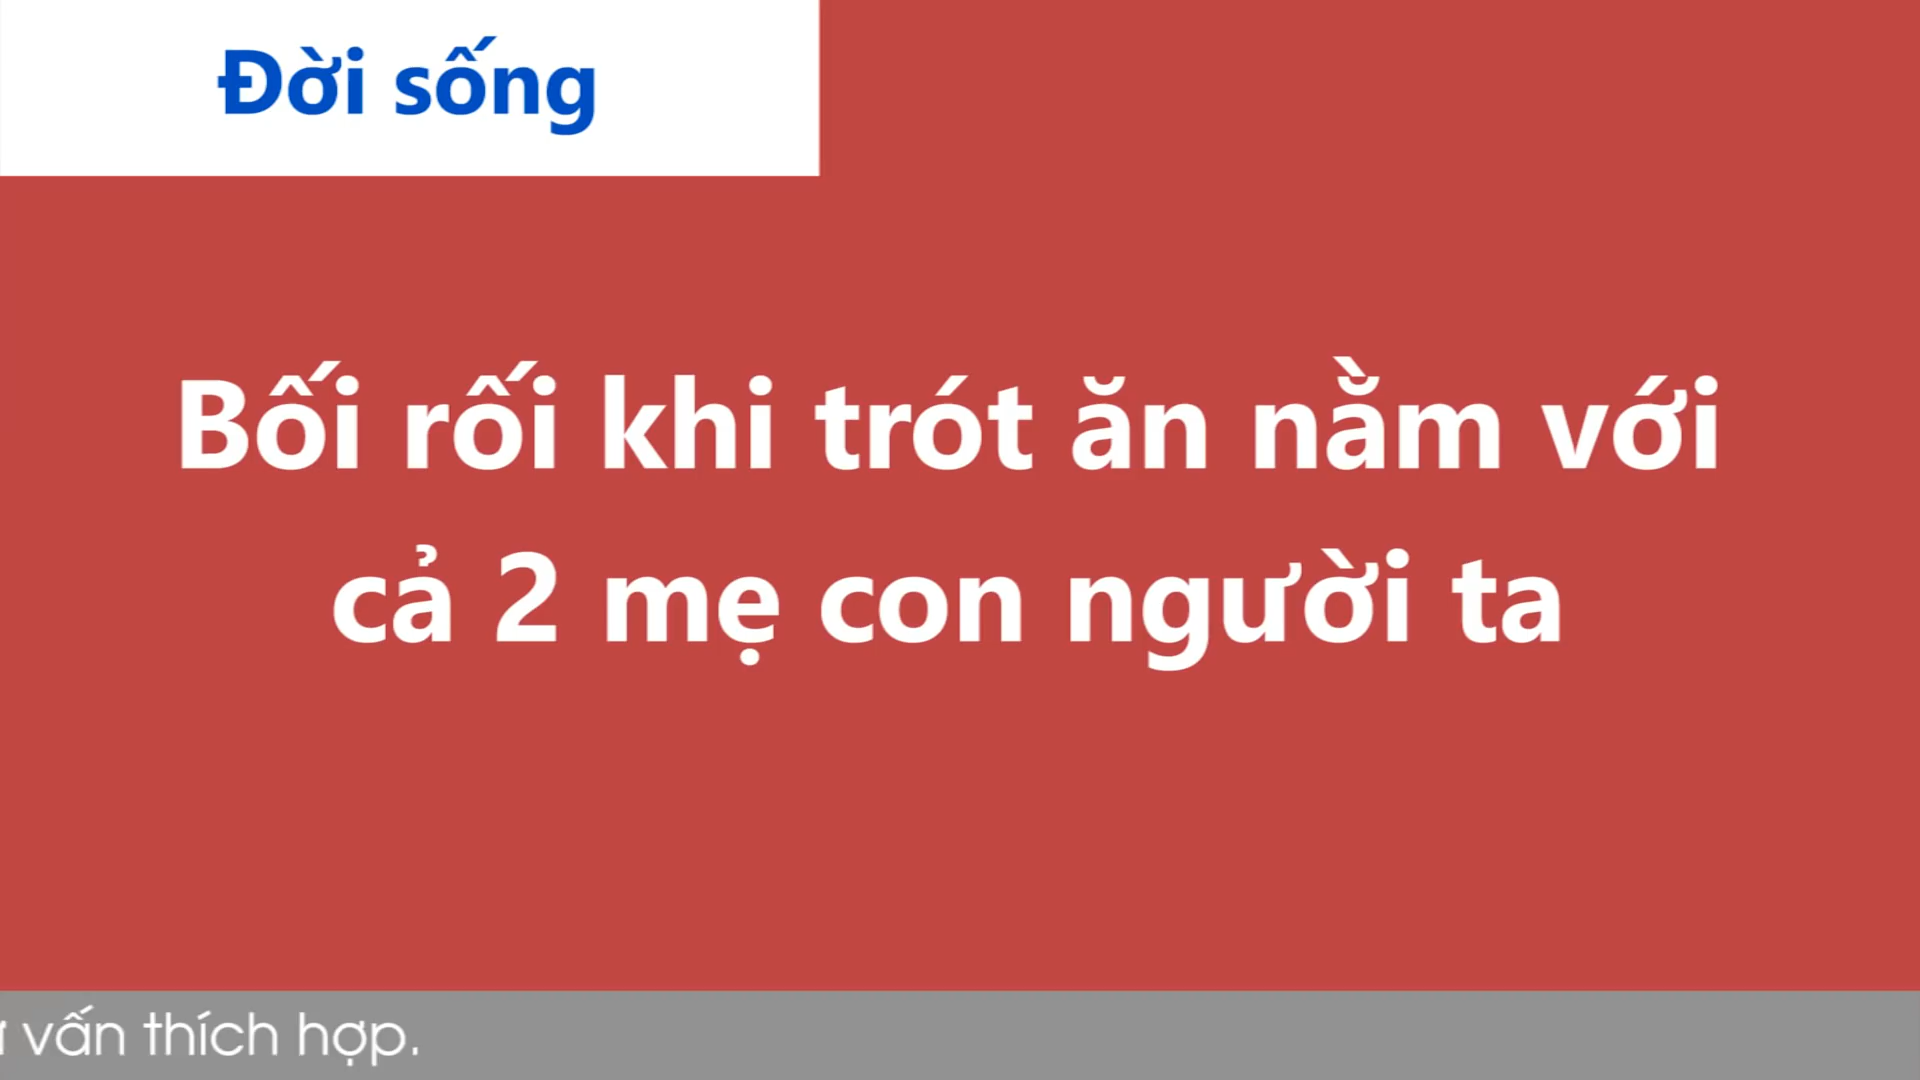 Đời sống
Bối rối khi trót ăn nằm với
cả 2 mẹ con người ta
vấn thích hợp.